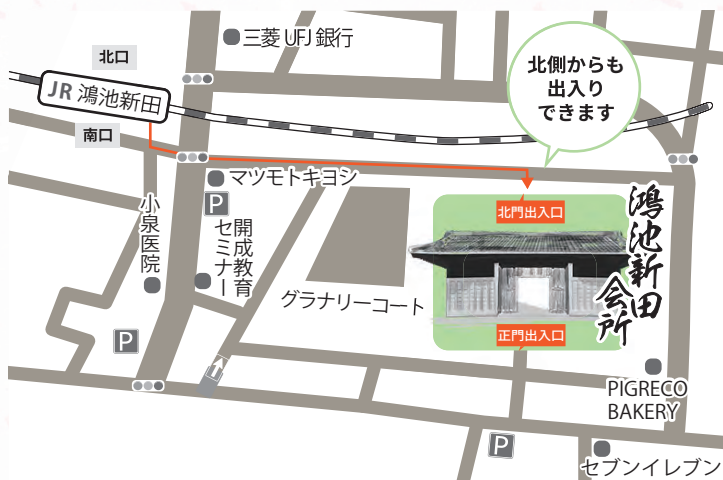 三菱UFJ銀行
北口
JR 鴻池新田
南口
北側からも
出入り
できます
マツモトキヨシ
P
小泉医院
開成教育
セミナー
グラナリーコート
北門出入口
鴻池新田
会所
正門出入口
P
PIGRECO
BAKERY
P
セブンイレブン